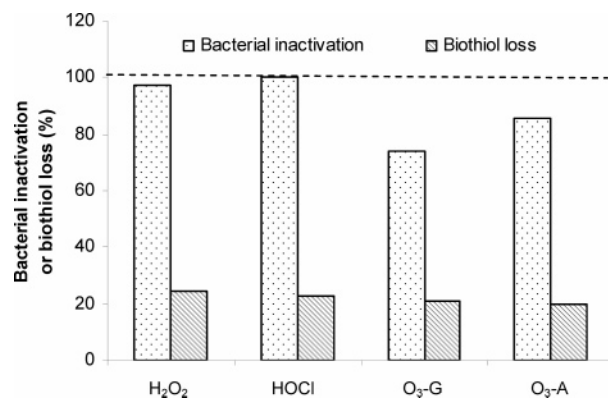 120
Bacterial inactivation
Biothiol loss
100
80
60
40
20
0
Bacterial inactivation
or biothiol loss (%)
H₂O₂
HOCl
O₃-G
O₃-A